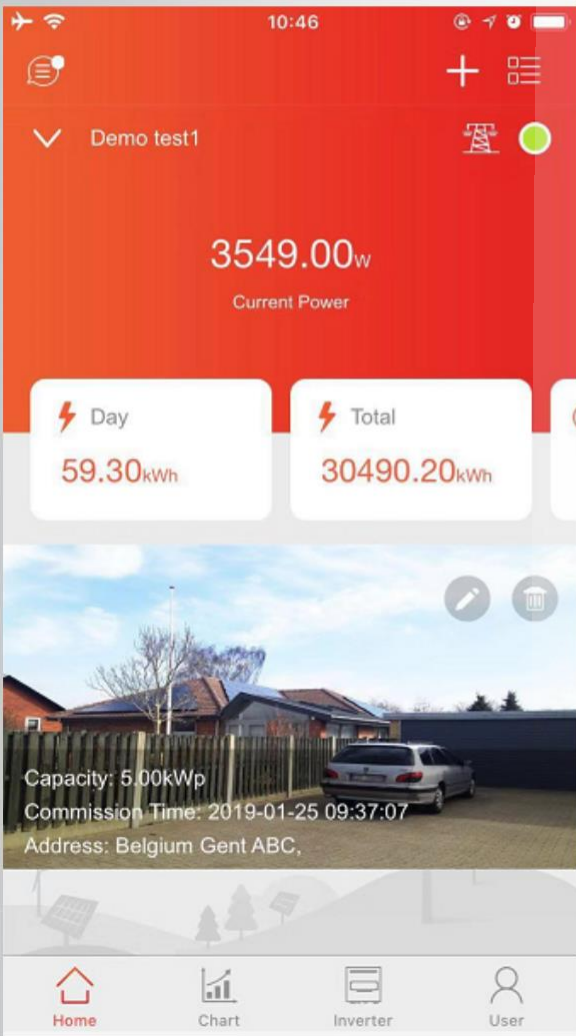 10:46
Demo test1
3549.00W
Current Power
Day
Total
59.30kWh
30490.20kWh
Capacity: 5.00kWp
Commission Time: 2019-01-25 09:37:07
Address: Belgium Gent ABC,
Home
Chart
Inverter
User